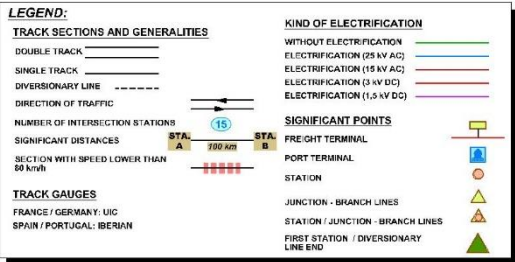 LEGEND:
TRACK SECTIONS AND GENERALITIES
DOUBLE TRACK
SINGLE TRACK
DIVERSIONARY LINE
DIRECTION OF TRAFFIC
NUMBER OF INTERSECTION STATIONS 15
SIGNIFICANT DISTANCES STA. A 100 km STA. B
SECTION WITH SPEED LOWER THAN
80 km/h
TRACK GAUGES
FRANCE / GERMANY: UIC
SPAIN / PORTUGAL: IBERIAN
KIND OF ELECTRIFICATION
WITHOUT ELECTRIFICATION
ELECTRIFICATION (25 kV AC)
ELECTRIFICATION (15 kV AC)
ELECTRIFICATION (3 kV DC)
ELECTRIFICATION (1,5 kV DC)
SIGNIFICANT POINTS
FREIGHT TERMINAL
PORT TERMINAL
STATION
JUNCTION - BRANCH LINES
STATION / JUNCTION - BRANCH LINES
FIRST STATION / DIVERSIONARY
LINE END